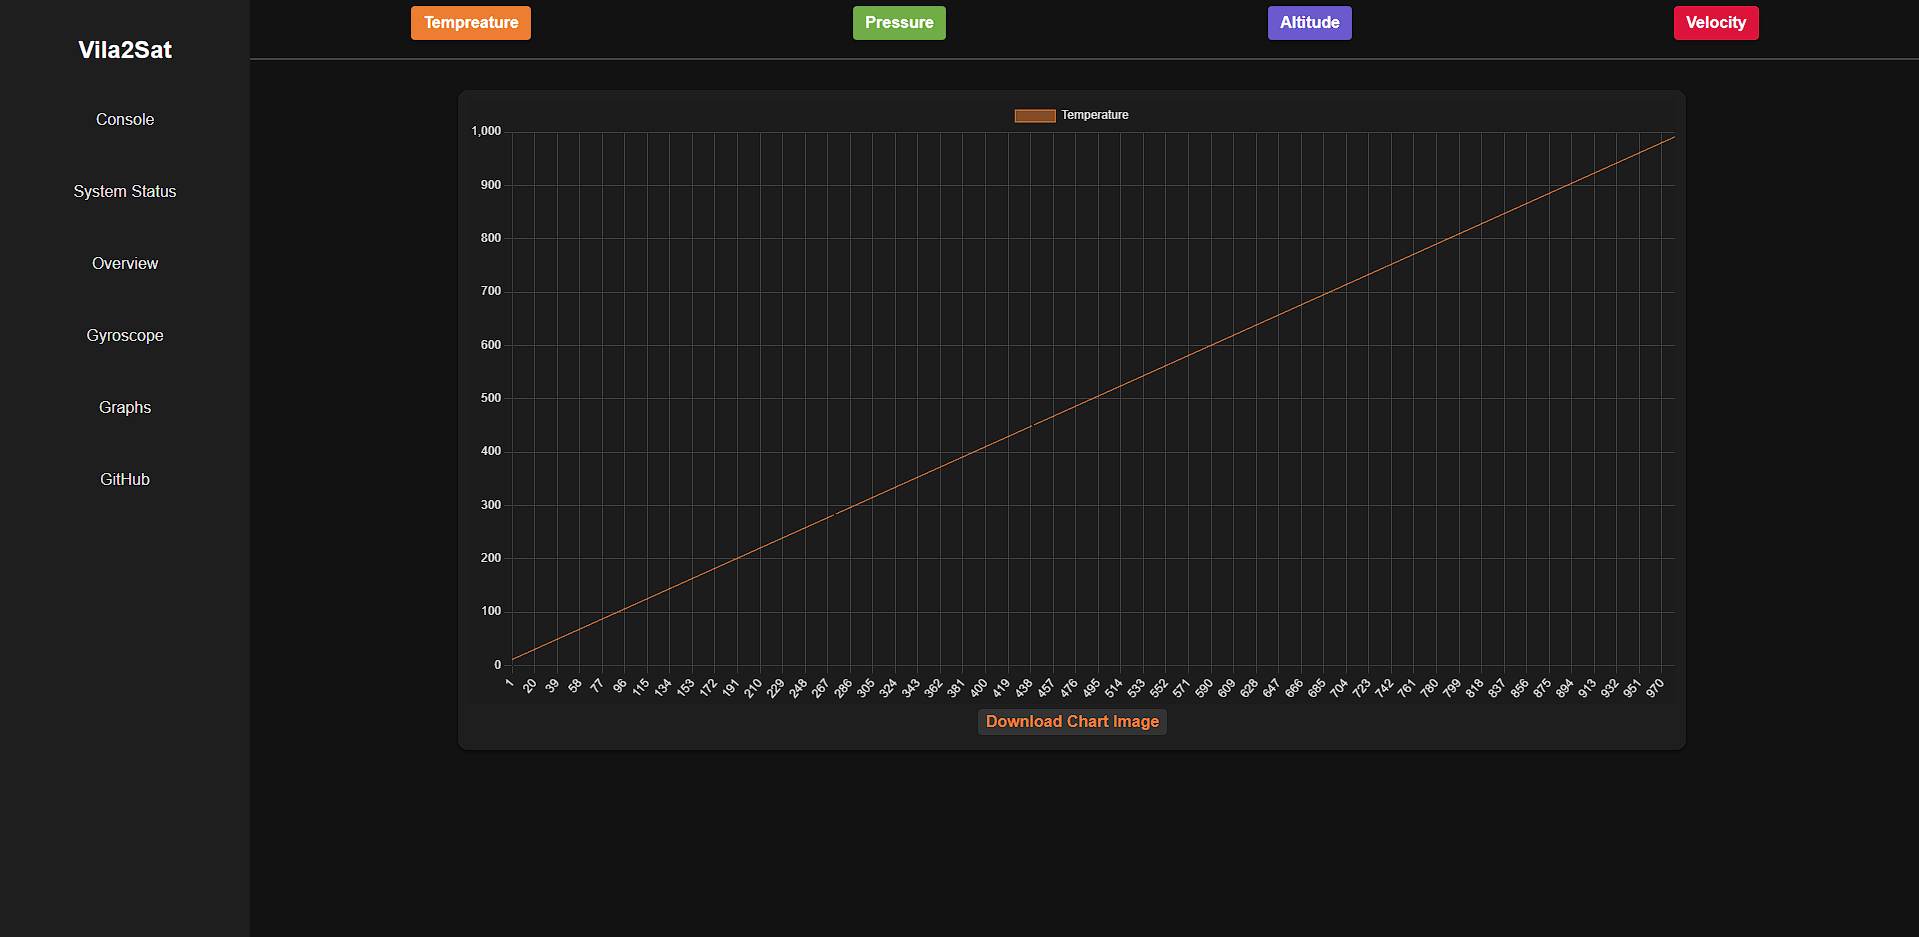 Vila2Sat
Console
System Status
Overview
Gyroscope
Graphs
GitHub
Tempreature Pressure Altitude Velocity
Temperature
1,000
900
800
700
600
500
400
300
200
100
0
1 20 39 58 77 96 115 134 153 172 191 210 229 248 267 286 305 324 343 362 381 400 419 438 457 476 495 514 533 552 571 590 609 628 647 666 685 704 723 742 761 780 799 818 837 856 875 894 913 932 951 970
Download Chart Image